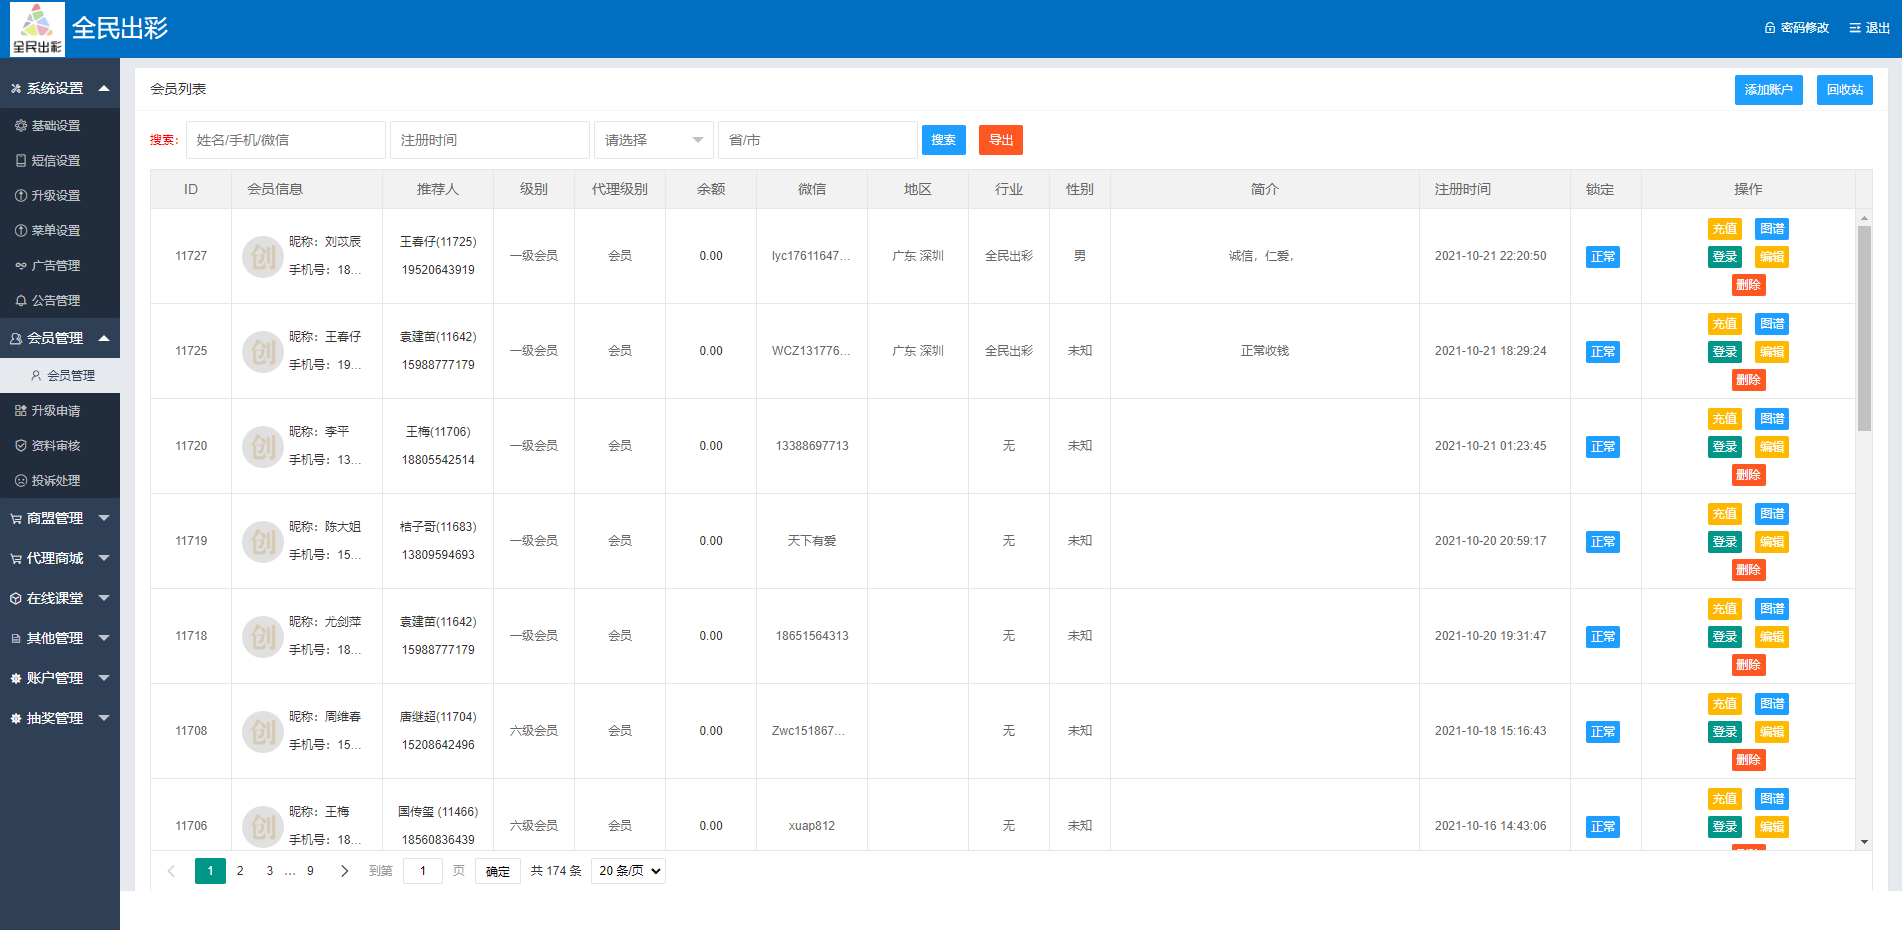 全民出彩
全民出彩
密码修改
退出
系统设置
基础设置
短信设置
升级设置
菜单设置
广告管理
公告管理
会员管理
会员管理
升级申请
资料审核
投诉处理
商盟管理
代理商城
在线课堂
其他管理
账户管理
抽奖管理
会员列表
添加账户
回收站
搜索: 姓名/手机/微信 注册时间 请选择 省/市 搜索 导出
ID 会员信息 推荐人 级别 代理级别 余额 微信 地区 行业 性别 简介 注册时间 锁定 操作
11727 昵称: 刘苡辰 王春仔(11725) 一级会员 会员 0.00 lyc17611647... 广东 深圳 全民出彩 男 诚信，仁爱， 2021-10-21 22:20:50 正常 充值 图谱
创 手机号: 18... 19520643919 登录 编辑
删除
11725 昵称: 王春仔 袁建苗(11642) 一级会员 会员 0.00 WCZ131776... 广东 深圳 全民出彩 未知 正常收钱 2021-10-21 18:29:24 正常 充值 图谱
创 手机号: 19... 15988777179 登录 编辑
删除
11720 昵称: 李平 王梅(11706) 一级会员 会员 0.00 13388697713 无 未知 2021-10-21 01:23:45 正常 充值 图谱
创 手机号: 13... 18805542514 登录 编辑
删除
11719 昵称: 陈大姐 桔子哥(11683) 一级会员 会员 0.00 天下有爱 无 未知 2021-10-20 20:59:17 正常 充值 图谱
创 手机号: 15... 13809594693 登录 编辑
删除
11718 昵称: 尤剑萍 袁建苗(11642) 一级会员 会员 0.00 18651564313 无 未知 2021-10-20 19:31:47 正常 充值 图谱
创 手机号: 18... 15988777179 登录 编辑
删除
11708 昵称: 周维春 唐继超(11704) 六级会员 会员 0.00 Zwc151867... 无 未知 2021-10-18 15:16:43 正常 充值 图谱
创 手机号: 15... 15208642496 登录 编辑
删除
11706 昵称: 王梅 国传玺 (11466) 六级会员 会员 0.00 xuap812 无 未知 2021-10-16 14:43:06 正常 充值 图谱
创 手机号: 18... 18560836439 登录 编辑
1 2 3 ... 9 到第 1 页 确定 共 174 条 20 条/页